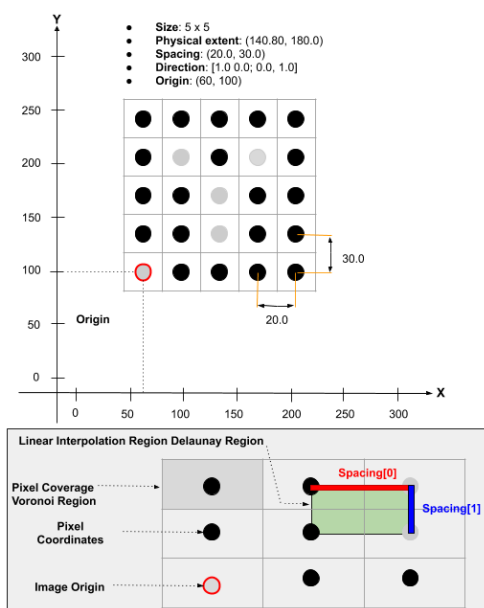 Y
● Size: 5 x 5
● Physical extent: (140.80, 180.0)
● Spacing: (20.0, 30.0)
● Direction: [1.0 0.0; 0.0, 1.0]
● Origin: (60, 100)
300
250
200
150
100
50
0
30.0
20.0
Origin
X
0
50
100
150
200
250
300
Linear Interpolation Region Delaunay Region
Spacing[0]
Pixel Coverage
Voronoi Region
Spacing[1]
Pixel
Coordinates
Image Origin